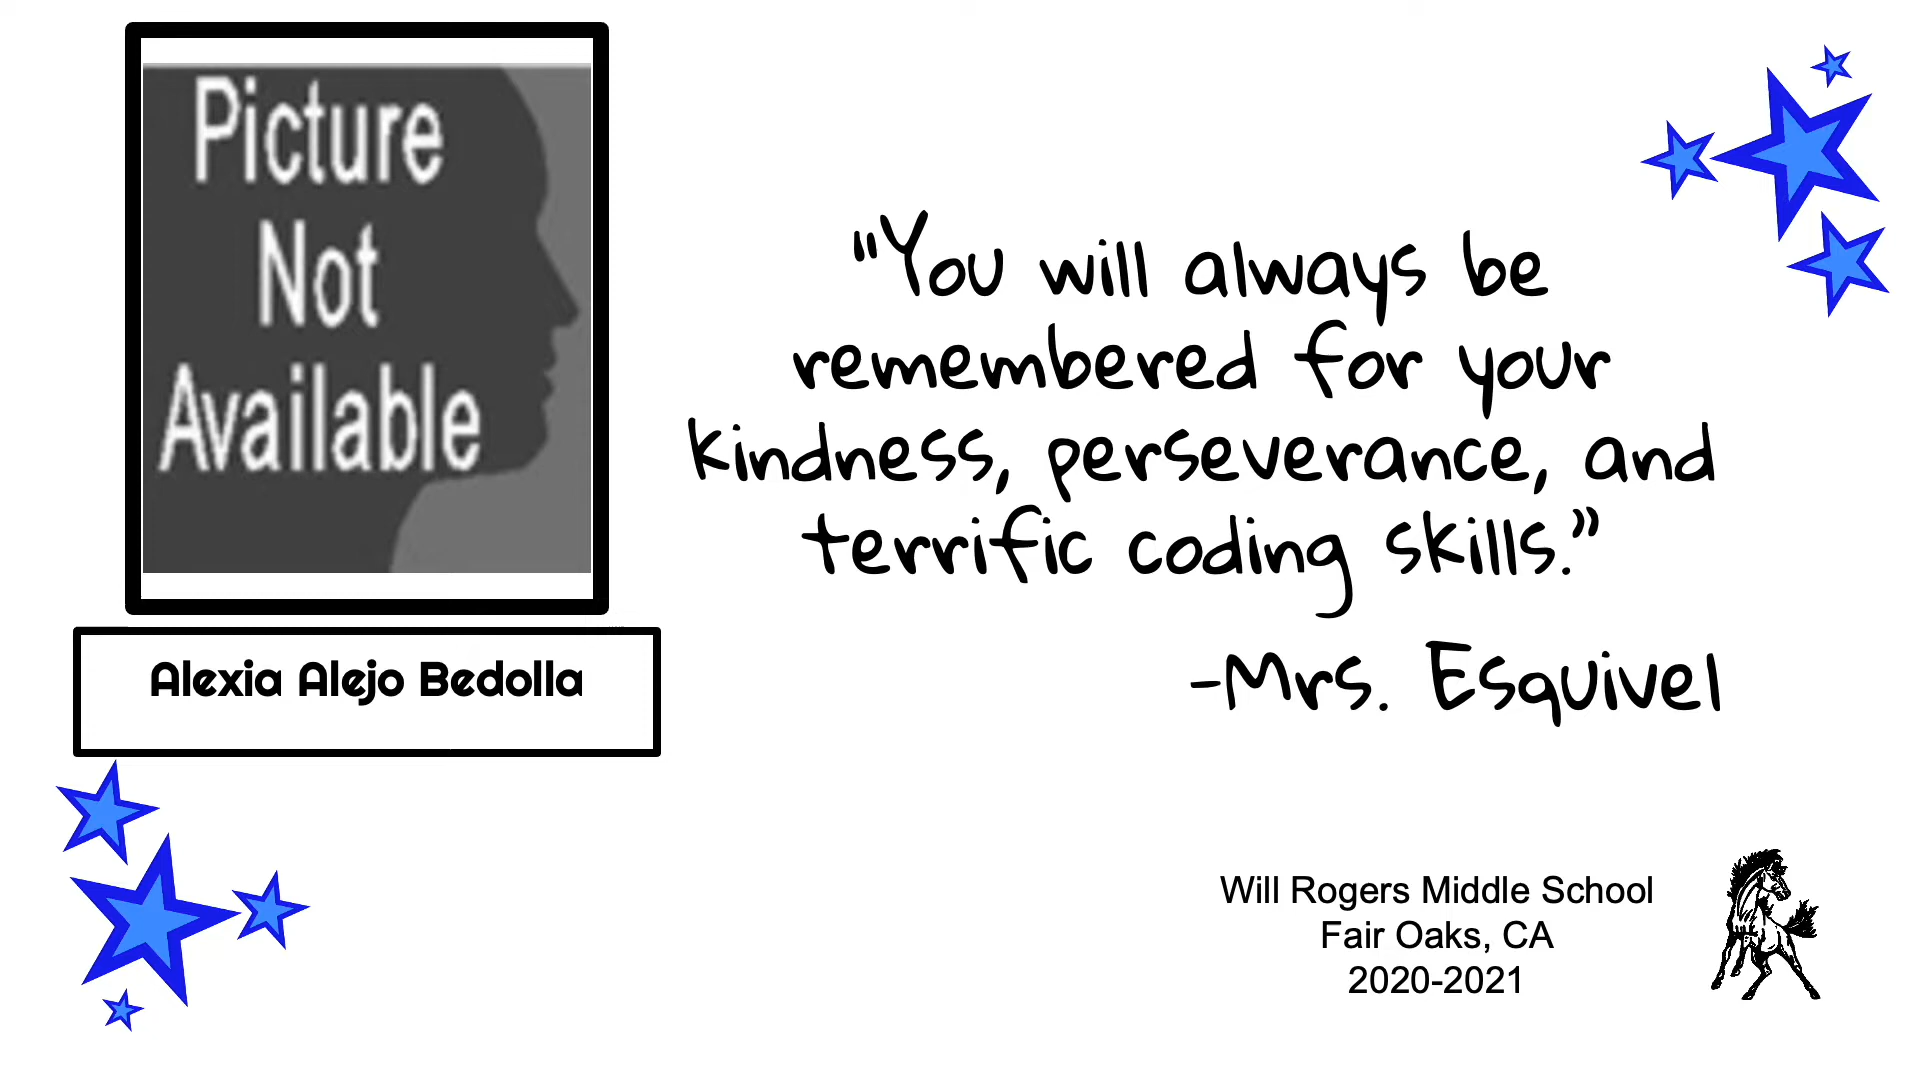 Picture
Not
Available
Alexia Alejo Bedolla
"You will always be
remembered for your
kindness, perseverance, and
terrific coding skills.”
-Mrs. Esquivel
Will Rogers Middle School
Fair Oaks, CA
2020-2021